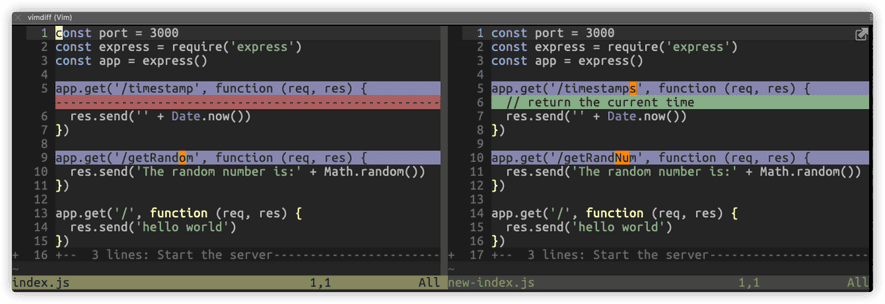 vimdiff (Vim)
1 const port = 3000
2 const express = require('express')
3 const app = express()
4
5 app.get('/timestamp', function (req, res) {
------------------------------------------------------
6   res.send('' + Date.now())
7 })
8
9 app.get('/getRandom', function (req, res) {
10   res.send('The random number is:' + Math.random())
11 })
12
13 app.get('/', function (req, res) {
14   res.send('hello world')
15 })
+ 16 +--  3 lines: Start the server-----------------------
~
index.js 1,1 All
1 const port = 3000
2 const express = require('express')
3 const app = express()
4
5 app.get('/timestamps', function (req, res) {
6   // return the current time
7   res.send('' + Date.now())
8 })
9
10 app.get('/getRandNum', function (req, res) {
11   res.send('The random number is:' + Math.random())
12 })
13
14 app.get('/', function (req, res) {
15   res.send('hello world')
16 })
+ 17 +--  3 lines: Start the server-----------------------
~
new-index.js 1,1 All